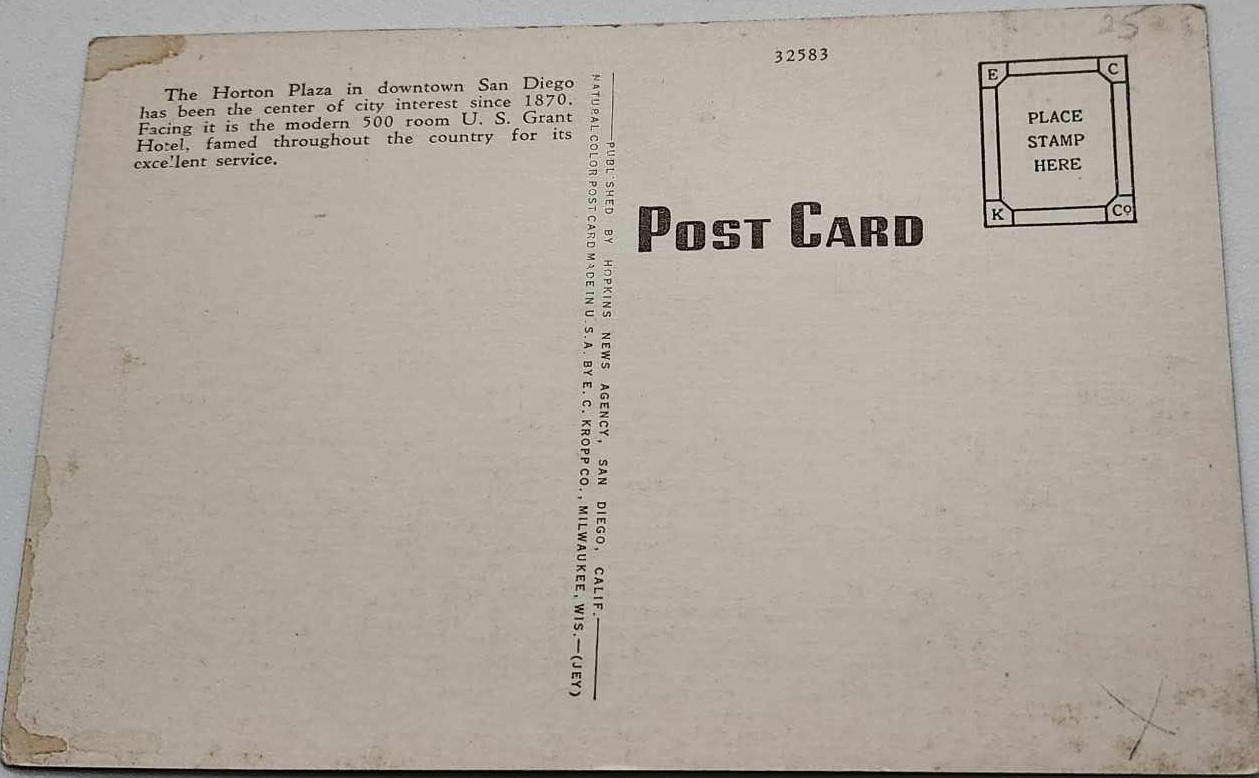 The Horton Plaza in downtown San Diego
has been the center of city interest since 1870.
Facing it is the modern 500 room U. S. Grant
Hotel, famed throughout the country for its
exce'lent service.
PUBL'SHED BY HOPKINS NEWS AGENCY, SAN DIEGO, CALIF.
NATURAL COLOR POST CARD MADE IN U.S.A. BY E. C. KROPP CO., MILWAUKEE, WIS.—(JEY)
32583
25
POST CARD
E C
PLACE
STAMP
HERE
K Co
X